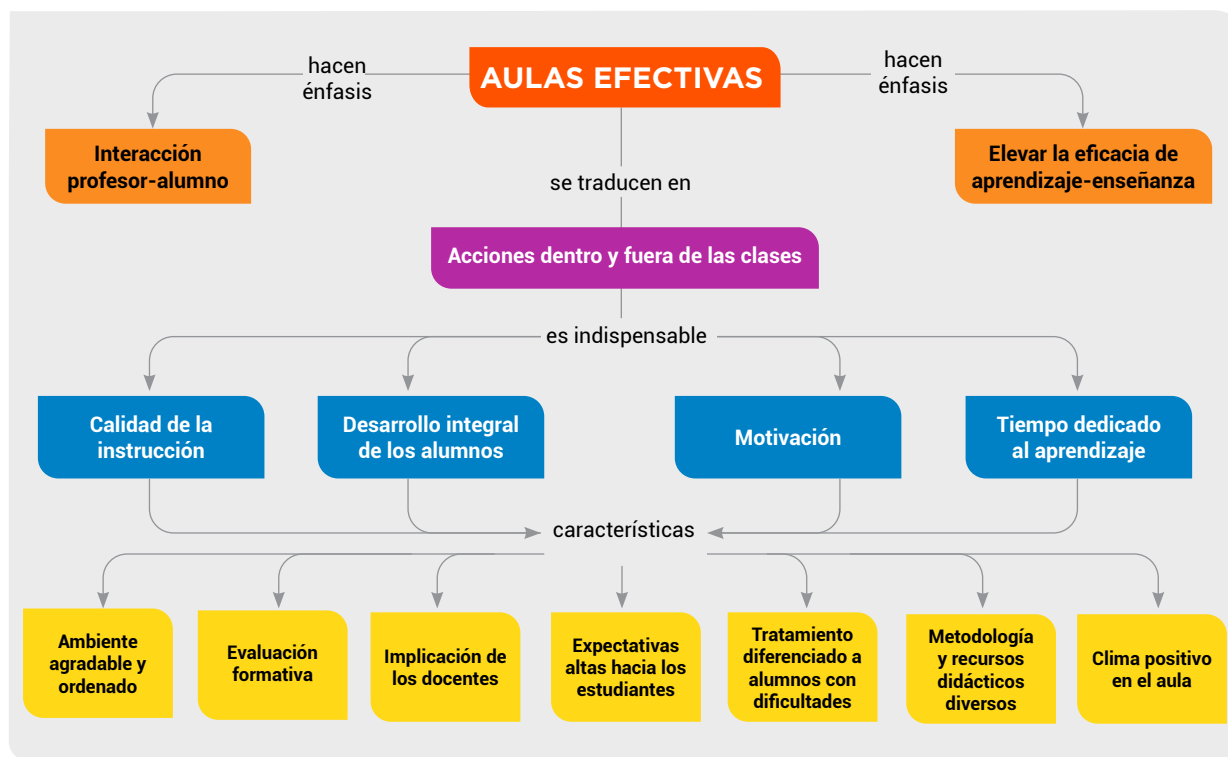 AULAS EFECTIVAS
hacen
énfasis
hacen
énfasis
Interacción
profesor-alumno
Elevar la eficacia de
aprendizaje-enseñanza
se traducen en
Acciones dentro y fuera de las clases
es indispensable
Calidad de la
instrucción
Desarrollo integral
de los alumnos
Motivación
Tiempo dedicado
al aprendizaje
características
Ambiente
agradable y
ordenado
Evaluación
formativa
Implicación de
los docentes
Expectativas
altas hacia los
estudiantes
Tratamiento
diferenciado a
alumnos con
dificultades
Metodología
y recursos
didácticos
diversos
Clima positivo
en el aula